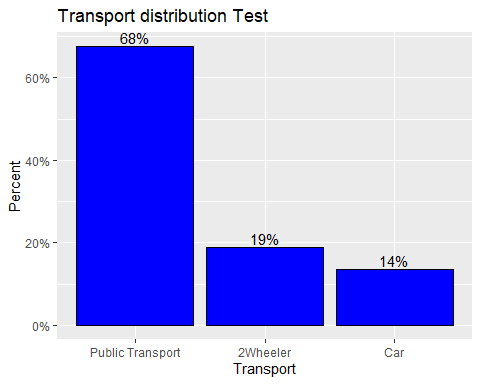 Transport distribution Test
68%
60%
40%
19%
20%
14%
0%
Percent
Public Transport
2Wheeler
Car
Transport